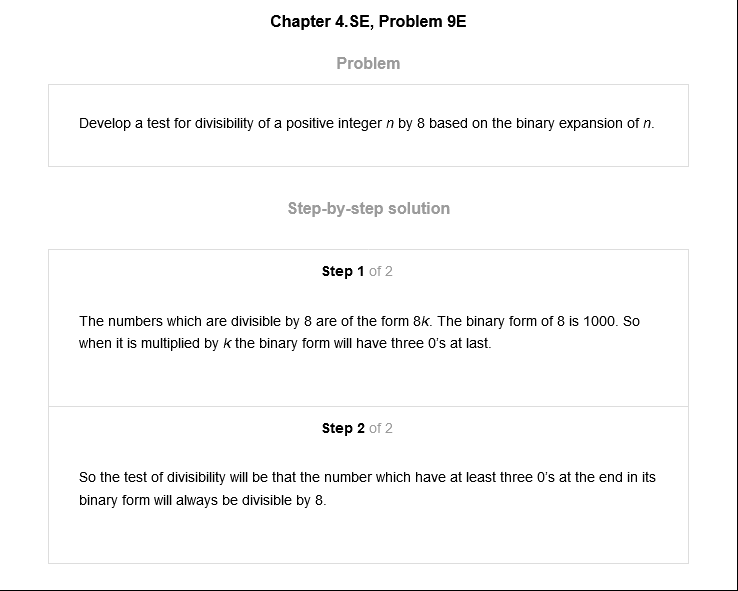 Chapter 4.SE, Problem 9E
Problem
Develop a test for divisibility of a positive integer n by 8 based on the binary expansion of n.
Step-by-step solution
Step 1 of 2
The numbers which are divisible by 8 are of the form 8k. The binary form of 8 is 1000. So
when it is multiplied by k the binary form will have three 0's at last.
Step 2 of 2
So the test of divisibility will be that the number which have at least three 0's at the end in its
binary form will always be divisible by 8.